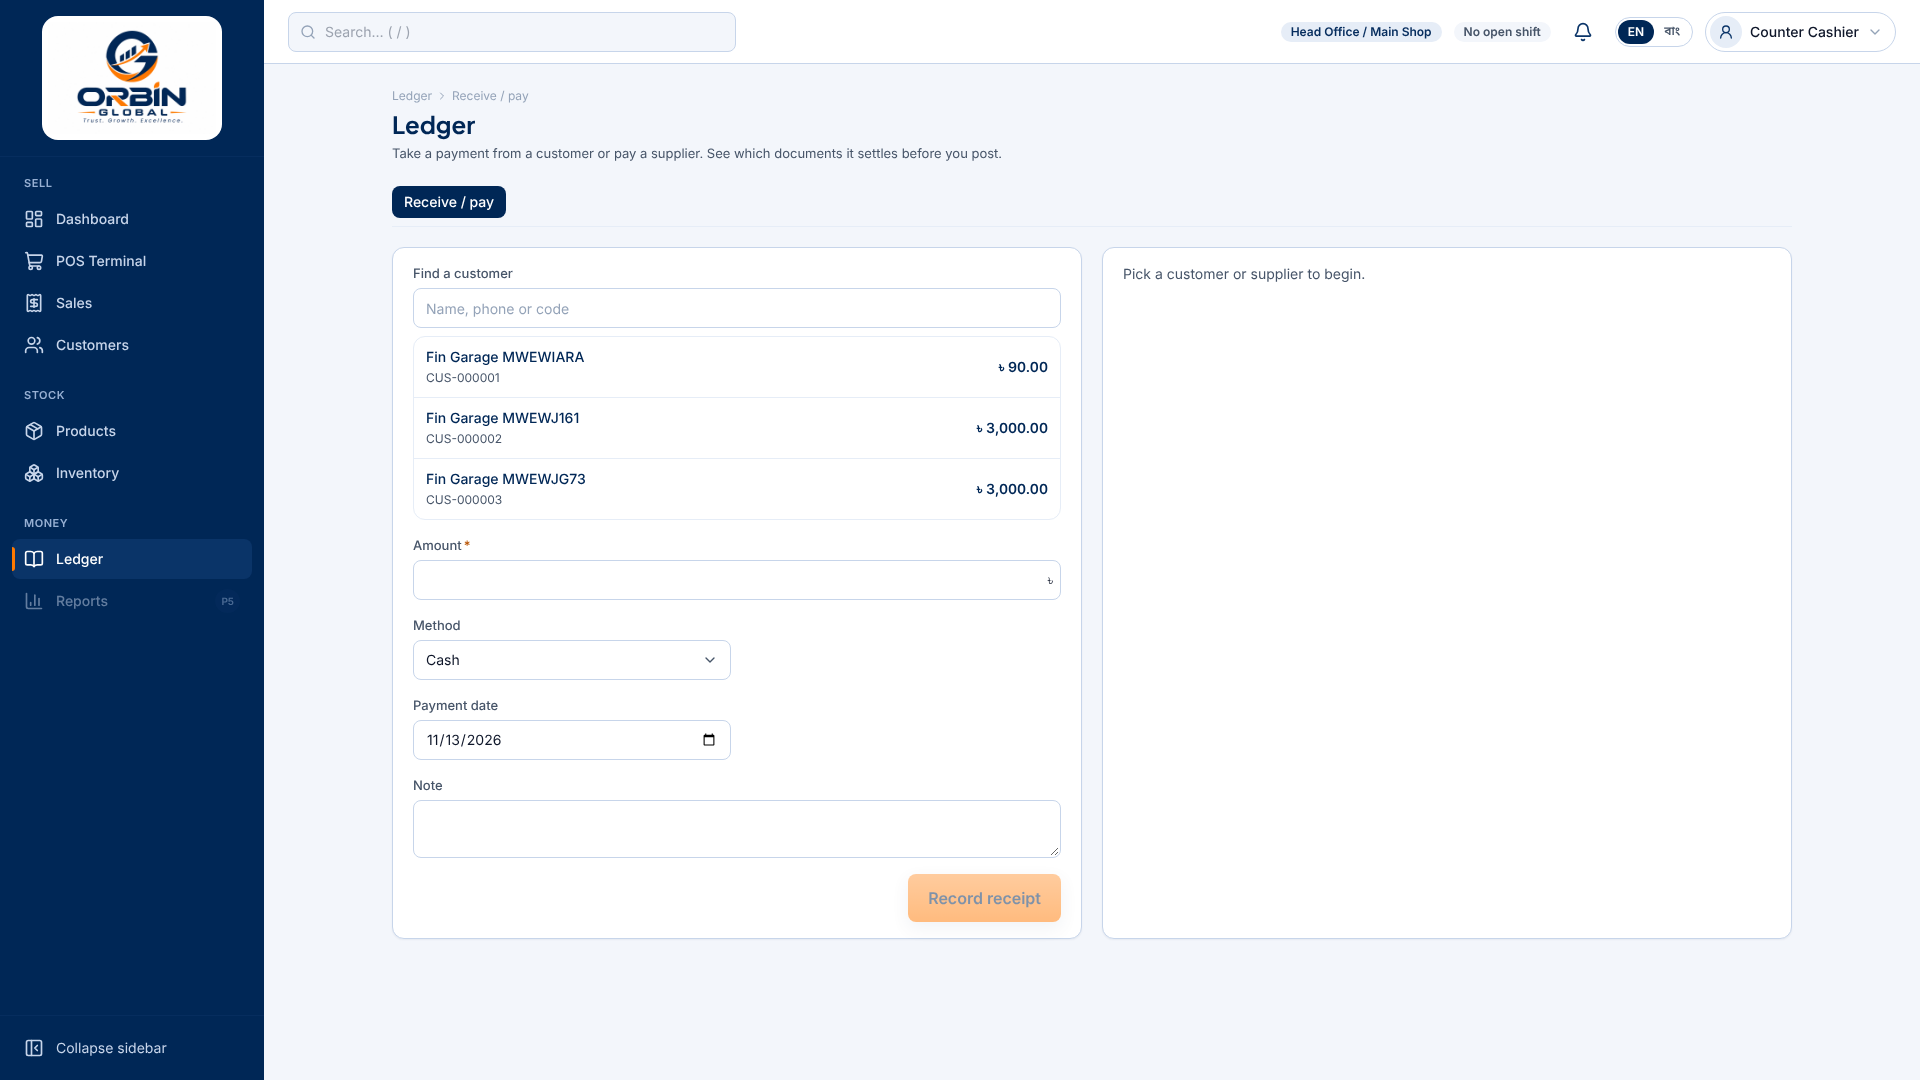 ORBIN
GLOBAL
Trust. Growth. Excellence.
SELL
Dashboard
POS Terminal
Sales
Customers
STOCK
Products
Inventory
MONEY
Ledger
Reports P5
Collapse sidebar
Search... ( / )
Head Office / Main Shop
No open shift
EN বাং
Counter Cashier
Ledger > Receive / pay
Ledger
Take a payment from a customer or pay a supplier. See which documents it settles before you post.
Receive / pay
Find a customer
Name, phone or code
Fin Garage MWEWIARA
CUS-000001
৳ 90.00
Fin Garage MWEWJ161
CUS-000002
৳ 3,000.00
Fin Garage MWEWJG73
CUS-000003
৳ 3,000.00
Amount *
৳
Method
Cash
Payment date
11/13/2026
Note
Record receipt
Pick a customer or supplier to begin.